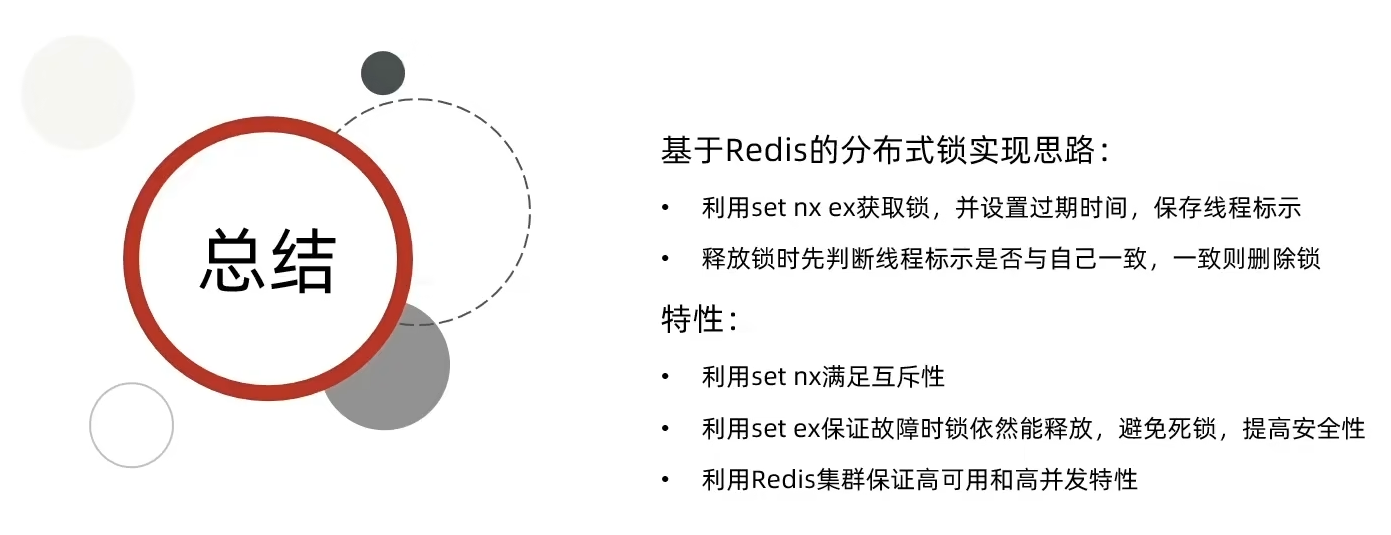 总结
基于Redis的分布式锁实现思路：
• 利用set nx ex获取锁，并设置过期时间，保存线程标示
• 释放锁时先判断线程标示是否与自己一致，一致则删除锁
特性：
• 利用set nx满足互斥性
• 利用set ex保证故障时锁依然能释放，避免死锁，提高安全性
• 利用Redis集群保证高可用和高并发特性